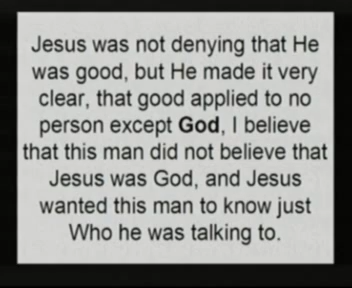 Jesus was not denying that He
was good, but He made it very
clear, that good applied to no
person except God, I believe
that this man did not believe that
Jesus was God, and Jesus
wanted this man to know just
Who he was talking to.